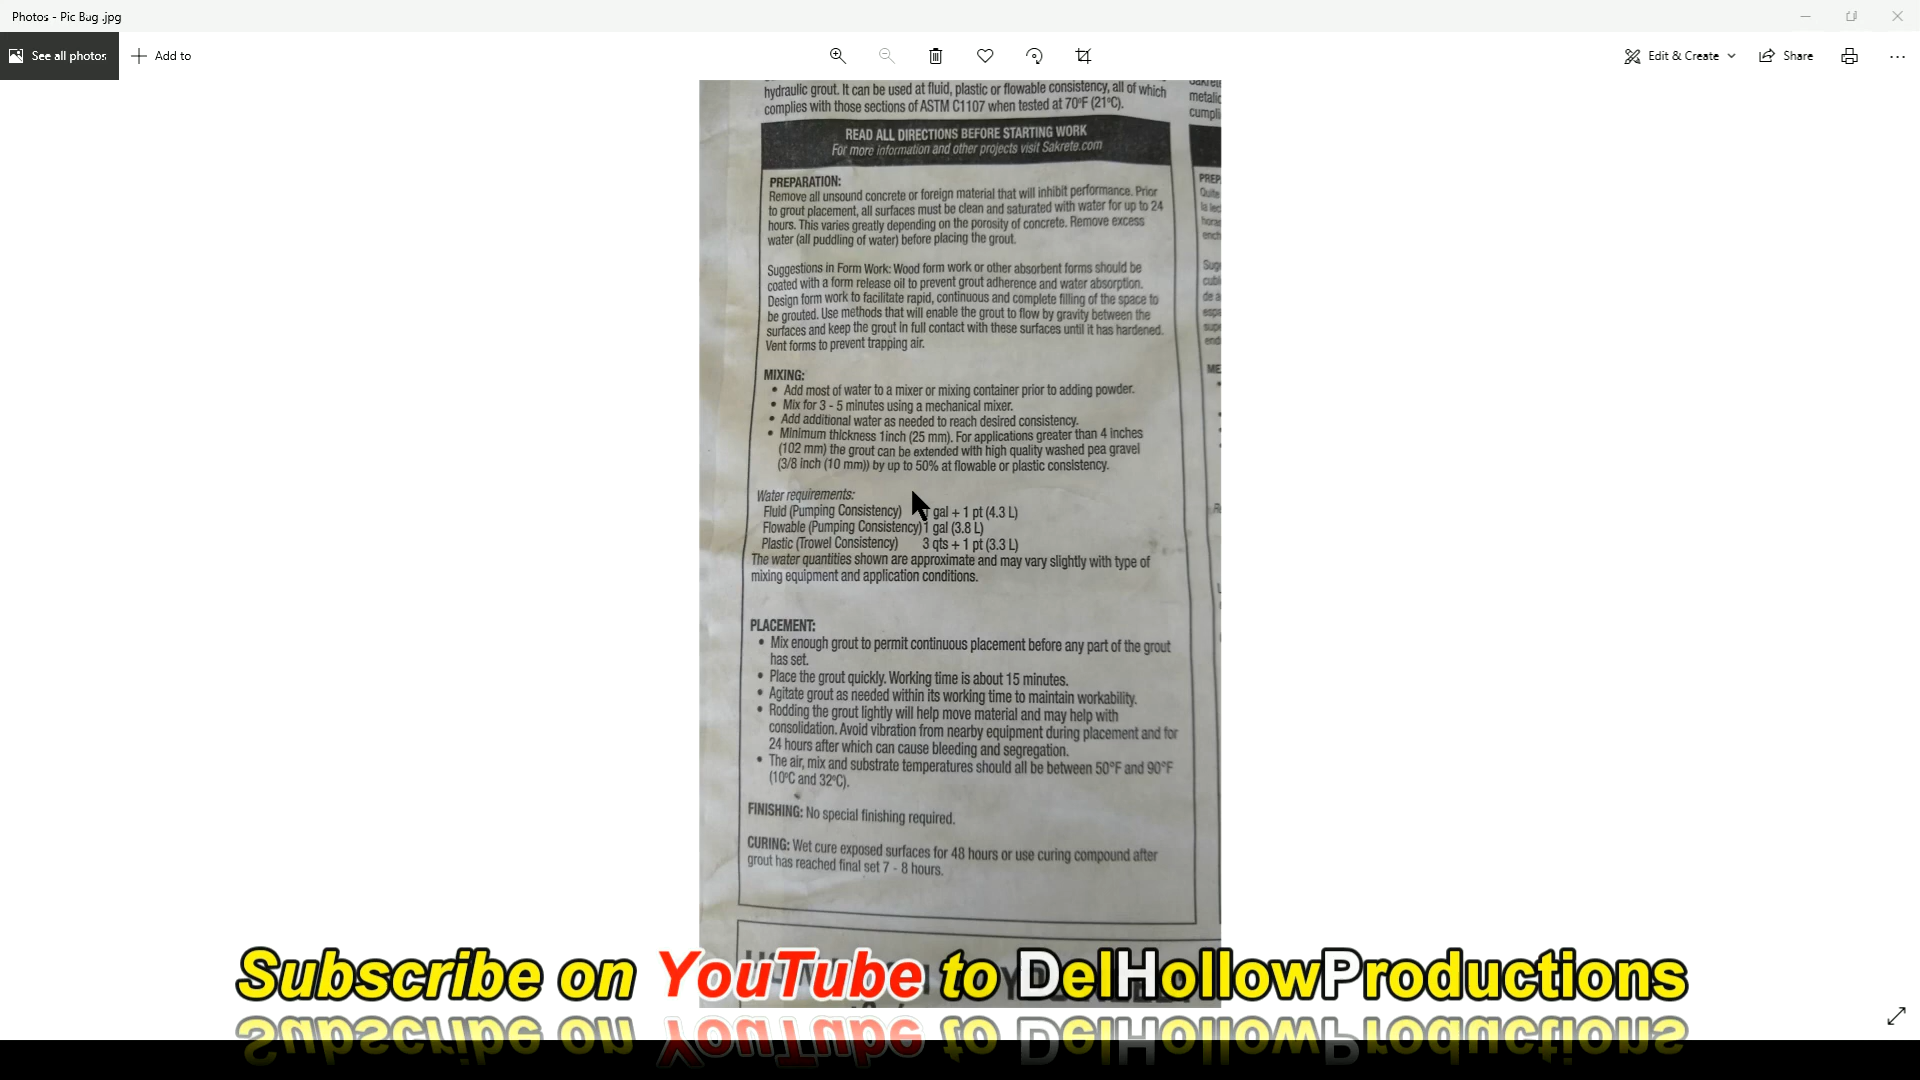 Photos - Pic Bag .jpg
See all photos
Add to
Edit & Create
Share
hydraulic grout. It can be used at fluid, plastic or flowable consistency, all of which
complies with those sections of ASTM C1107 when tested at 70ºF (21ºC).
READ ALL DIRECTIONS BEFORE STARTING WORK
For more information and other projects visit Sakrete.com
PREPARATION:
Remove all unsound concrete or foreign material that will inhibit performance. Prior
to grout placement, all surfaces must be clean and saturated with water for up to 24
hours. This varies greatly depending on the porosity of concrete. Remove excess
water (all puddling of water) before placing the grout.
Suggestions in Form Work: Wood form work or other absorbent forms should be
coated with a form release oil to prevent grout adherence and water absorption.
Design form work to facilitate rapid, continuous and complete filling of the space to
be grouted. Use methods that will enable the grout to flow by gravity between the
surfaces and keep the grout in full contact with these surfaces until it has hardened.
Vent forms to prevent trapping air.
MIXING:
• Add most of water to a mixer or mixing container prior to adding powder.
• Mix for 3 - 5 minutes using a mechanical mixer.
• Add additional water as needed to reach desired consistency.
• Minimum thickness 1inch (25 mm). For applications greater than 4 inches
(102 mm) the grout can be extended with high quality washed pea gravel
(3/8 inch (10 mm)) by up to 50% at flowable or plastic consistency.
Water requirements:
Fluid (Pumping Consistency) 1 gal + 1 pt (4.3 L)
Flowable (Pumping Consistency) 1 gal (3.8 L)
Plastic (Trowel Consistency) 3 qts + 1 pt (3.3 L)
The water quantities shown are approximate and may vary slightly with type of
mixing equipment and application conditions.
PLACEMENT:
• Mix enough grout to permit continuous placement before any part of the grout
has set.
• Place the grout quickly. Working time is about 15 minutes.
• Agitate grout as needed within its working time to maintain workability.
• Rodding the grout lightly will help move material and may help with
consolidation. Avoid vibration from nearby equipment during placement and for
24 hours after which can cause bleeding and segregation.
• The air, mix and substrate temperatures should all be between 50°F and 90°F
(10ºC and 32ºC).
FINISHING: No special finishing required.
CURING: Wet cure exposed surfaces for 48 hours or use curing compound after
grout has reached final set 7 - 8 hours.
Subscribe on YouTube to DelHollowProductions